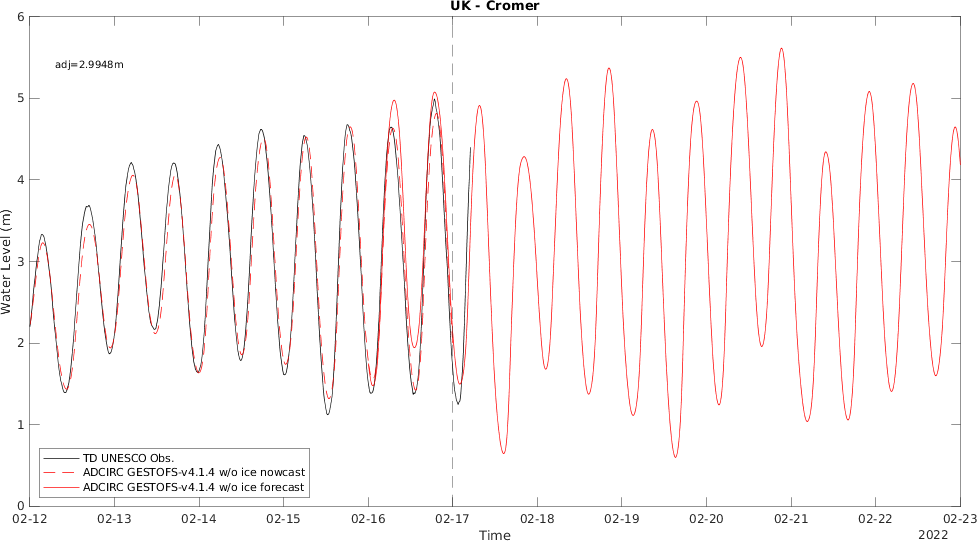 UK - Cromer
adj=2.9948m
Water Level (m)
6
5
4
3
2
1
0
TD UNESCO Obs.
ADCIRC GESTOFS-v4.1.4 w/o ice nowcast
ADCIRC GESTOFS-v4.1.4 w/o ice forecast
02-12 02-13 02-14 02-15 02-16 02-17 02-18 02-19 02-20 02-21 02-22 02-23
Time
2022